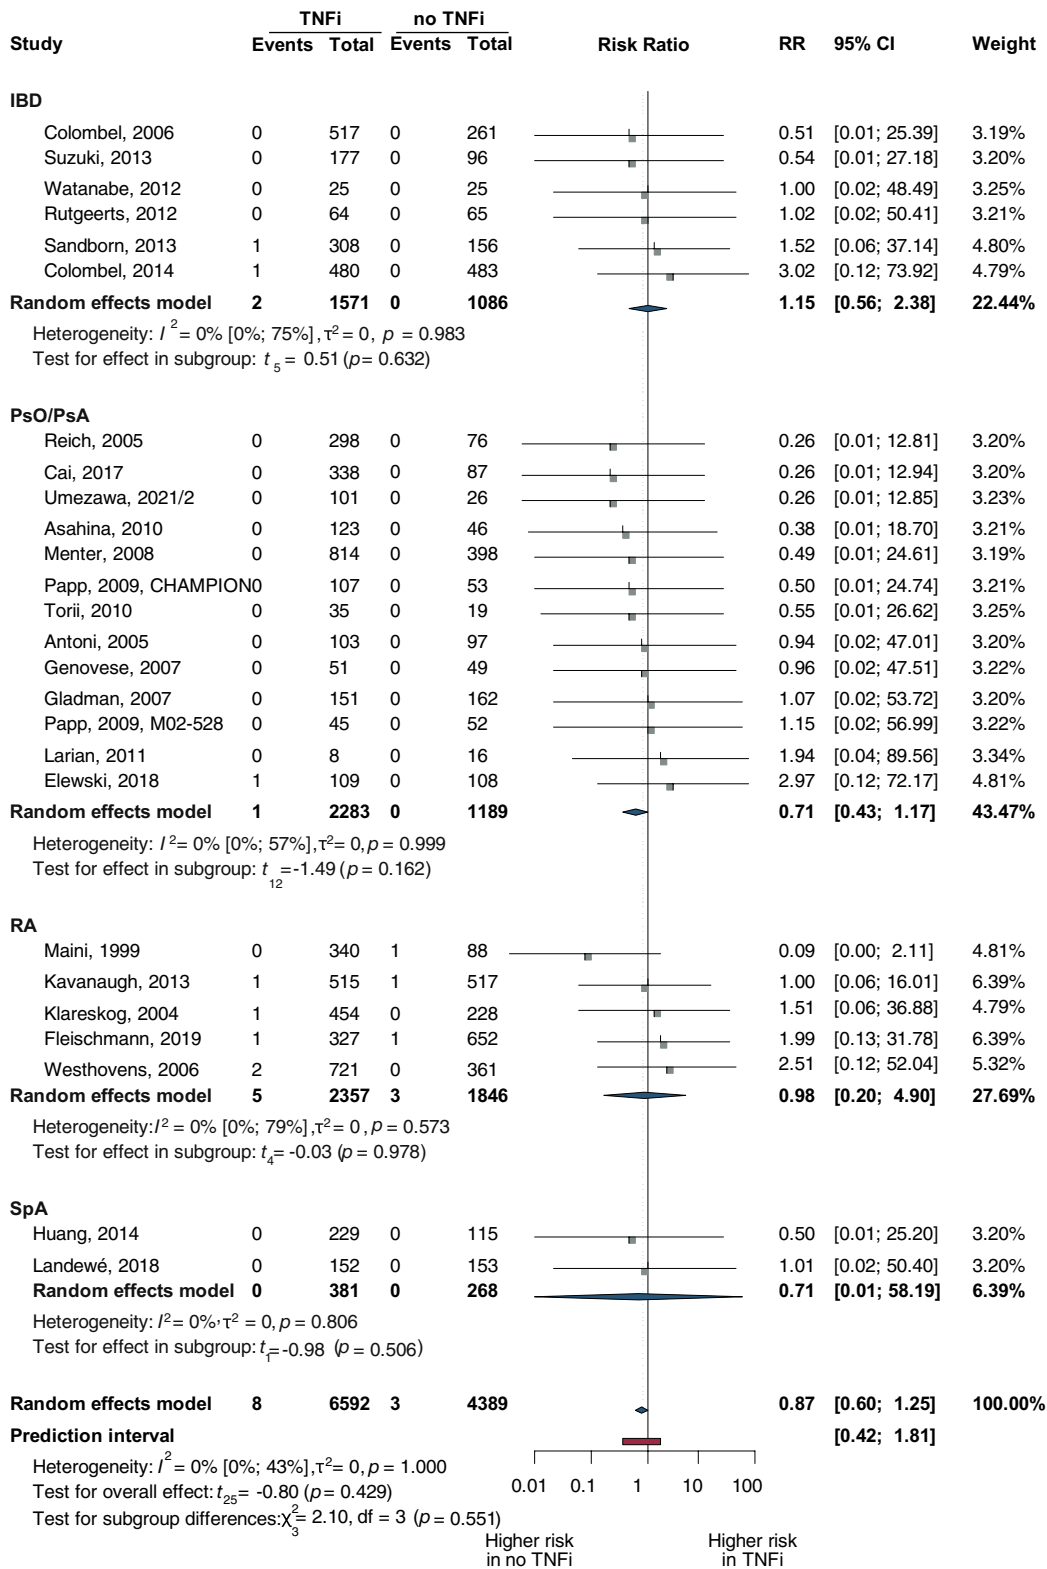 TNFi no TNFi
Study Events Total Events Total Risk Ratio RR 95% CI Weight
IBD
Colombel, 2006 0 517 0 261 0.51 [0.01; 25.39] 3.19%
Suzuki, 2013 0 177 0 96 0.54 [0.01; 27.18] 3.20%
Watanabe, 2012 0 25 0 25 1.00 [0.02; 48.49] 3.25%
Rutgeerts, 2012 0 64 0 65 1.02 [0.02; 50.41] 3.21%
Sandborn, 2013 1 308 0 156 1.52 [0.06; 37.14] 4.80%
Colombel, 2014 1 480 0 483 3.02 [0.12; 73.92] 4.79%
Random effects model 2 1571 0 1086 1.15 [0.56; 2.38] 22.44%
Heterogeneity: I² = 0% [0%; 75%], τ² = 0, p = 0.983
Test for effect in subgroup: t₅ = 0.51 (p = 0.632)
PsO/PsA
Reich, 2005 0 298 0 76 0.26 [0.01; 12.81] 3.20%
Cai, 2017 0 338 0 87 0.26 [0.01; 12.94] 3.20%
Umezawa, 2021/2 0 101 0 26 0.26 [0.01; 12.85] 3.23%
Asahina, 2010 0 123 0 46 0.38 [0.01; 18.70] 3.21%
Menter, 2008 0 814 0 398 0.49 [0.01; 24.61] 3.19%
Papp, 2009, CHAMPION 0 107 0 53 0.50 [0.01; 24.74] 3.21%
Torii, 2010 0 35 0 19 0.55 [0.01; 26.62] 3.25%
Antoni, 2005 0 103 0 97 0.94 [0.02; 47.01] 3.20%
Genovese, 2007 0 51 0 49 0.96 [0.02; 47.51] 3.22%
Gladman, 2007 0 151 0 162 1.07 [0.02; 53.72] 3.20%
Papp, 2009, M02-528 0 45 0 52 1.15 [0.02; 56.99] 3.22%
Larian, 2011 0 8 0 16 1.94 [0.04; 89.56] 3.34%
Elewski, 2018 1 109 0 108 2.97 [0.12; 72.17] 4.81%
Random effects model 1 2283 0 1189 0.71 [0.43; 1.17] 43.47%
Heterogeneity: I² = 0% [0%; 57%], τ² = 0, p = 0.999
Test for effect in subgroup: t₁₂ = -1.49 (p = 0.162)
RA
Maini, 1999 0 340 1 88 0.09 [0.00; 2.11] 4.81%
Kavanaugh, 2013 1 515 1 517 1.00 [0.06; 16.01] 6.39%
Klareskog, 2004 1 454 0 228 1.51 [0.06; 36.88] 4.79%
Fleischmann, 2019 1 327 1 652 1.99 [0.13; 31.78] 6.39%
Westhovens, 2006 2 721 0 361 2.51 [0.12; 52.04] 5.32%
Random effects model 5 2357 3 1846 0.98 [0.20; 4.90] 27.69%
Heterogeneity: I² = 0% [0%; 79%], τ² = 0, p = 0.573
Test for effect in subgroup: t₄ = -0.03 (p = 0.978)
SpA
Huang, 2014 0 229 0 115 0.50 [0.01; 25.20] 3.20%
Landewé, 2018 0 152 0 153 1.01 [0.02; 50.40] 3.20%
Random effects model 0 381 0 268 0.71 [0.01; 58.19] 6.39%
Heterogeneity: I² = 0%, τ² = 0, p = 0.806
Test for effect in subgroup: t₁ = -0.98 (p = 0.506)
Random effects model 8 6592 3 4389 0.87 [0.60; 1.25] 100.00%
Prediction interval [0.42; 1.81]
Heterogeneity: I² = 0% [0%; 43%], τ² = 0, p = 1.000
Test for overall effect: t₂₅ = -0.80 (p = 0.429)
0.01 0.1 1 10 100
Test for subgroup differences: χ²₃ = 2.10, df = 3 (p = 0.551)
Higher risk Higher risk
in no TNFi in TNFi